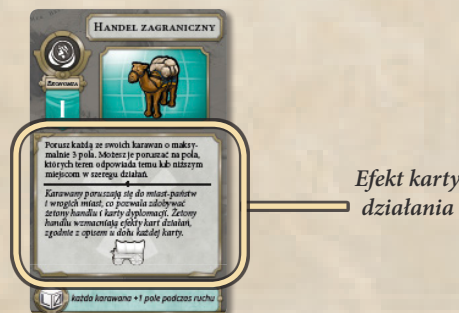 HANDEL ZAGRANICZNY
EKONOMIA
Porusz każdą ze swoich karawan o maksy-
malnie 3 pola. Możesz je poruszać na pola,
których teren odpowiada temu lub niższym
miejscom w szeregu działań.
Karawany poruszają się do miast-państw
i wrogich miast, co pozwala zdobywać
żetony handlu i karty dyplomacji. Żetony
handlu wzmacniają efekty kart działań,
zgodnie z opisem u dołu każdej karty.
każda karawana +1 pole podczas ruchu
Efekt karty
działania